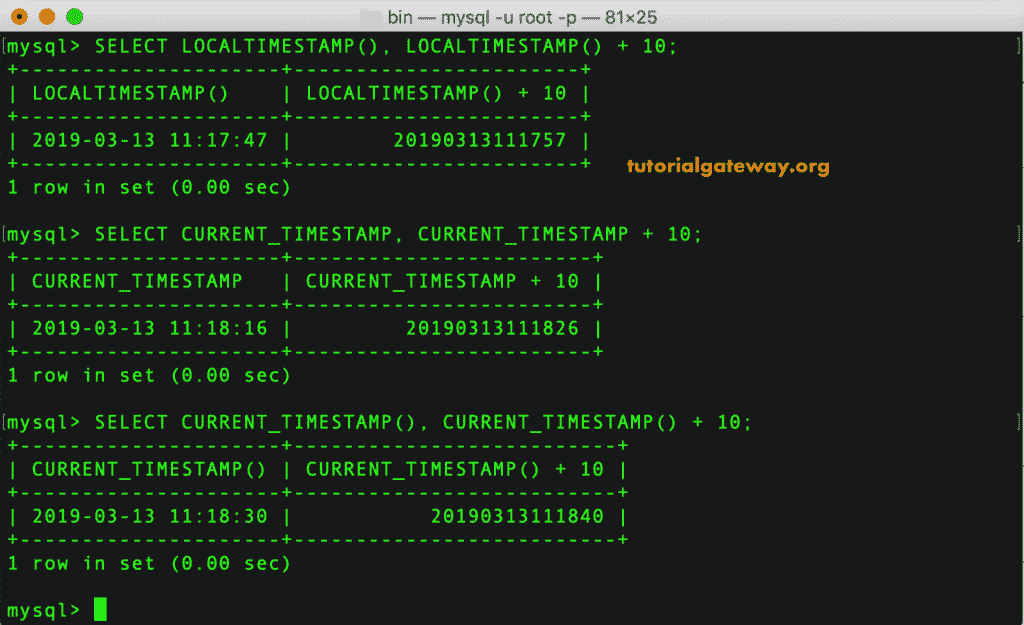 bin — mysql -u root -p — 81×25
[mysql> SELECT LOCALTIMESTAMP(), LOCALTIMESTAMP() + 10; ]
+---------------------+-----------------------+
| LOCALTIMESTAMP()    | LOCALTIMESTAMP() + 10 |
+---------------------+-----------------------+
| 2019-03-13 11:17:47 |        20190313111757 |
+---------------------+-----------------------+
tutorialgateway.org
1 row in set (0.00 sec)
[mysql> SELECT CURRENT_TIMESTAMP, CURRENT_TIMESTAMP + 10; ]
+---------------------+------------------------+
| CURRENT_TIMESTAMP   | CURRENT_TIMESTAMP + 10 |
+---------------------+------------------------+
| 2019-03-13 11:18:16 |         20190313111826 |
+---------------------+------------------------+
1 row in set (0.00 sec)
[mysql> SELECT CURRENT_TIMESTAMP(), CURRENT_TIMESTAMP() + 10; ]
+---------------------+--------------------------+
| CURRENT_TIMESTAMP() | CURRENT_TIMESTAMP() + 10 |
+---------------------+--------------------------+
| 2019-03-13 11:18:30 |           20190313111840 |
+---------------------+--------------------------+
1 row in set (0.00 sec)
mysql>